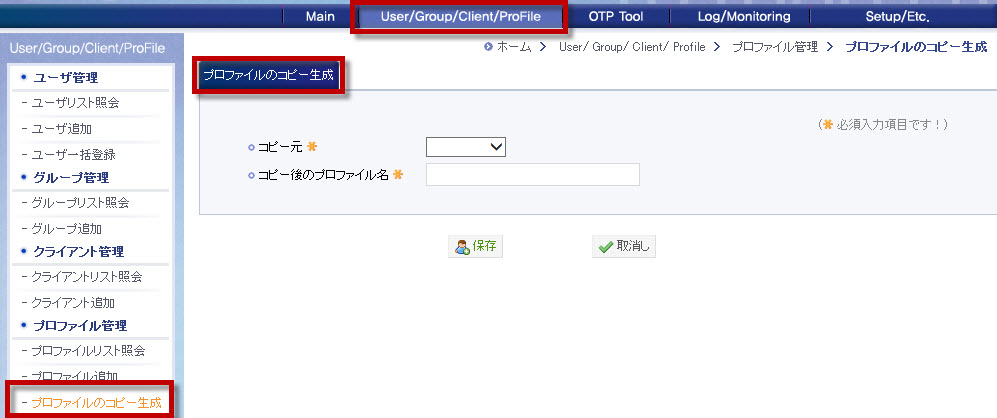 Main User/Group/Client/ProFile OTP Tool Log/Monitoring Setup/Etc.
User/Group/Client/ProFile
ホーム > User/ Group/ Client/ Profile > プロファイル管理 > プロファイルのコピー生成
ユーザ管理
- ユーザリスト照会
- ユーザ追加
- ユーザ一括登録
グループ管理
- グループリスト照会
- グループ追加
クライアント管理
- クライアントリスト照会
- クライアント追加
プロファイル管理
- プロファイルリスト照会
- プロファイル追加
- プロファイルのコピー生成
プロファイルのコピー生成
(* 必須入力項目です!)
コピー元 *
コピー後のプロファイル名 *
保存 取消し